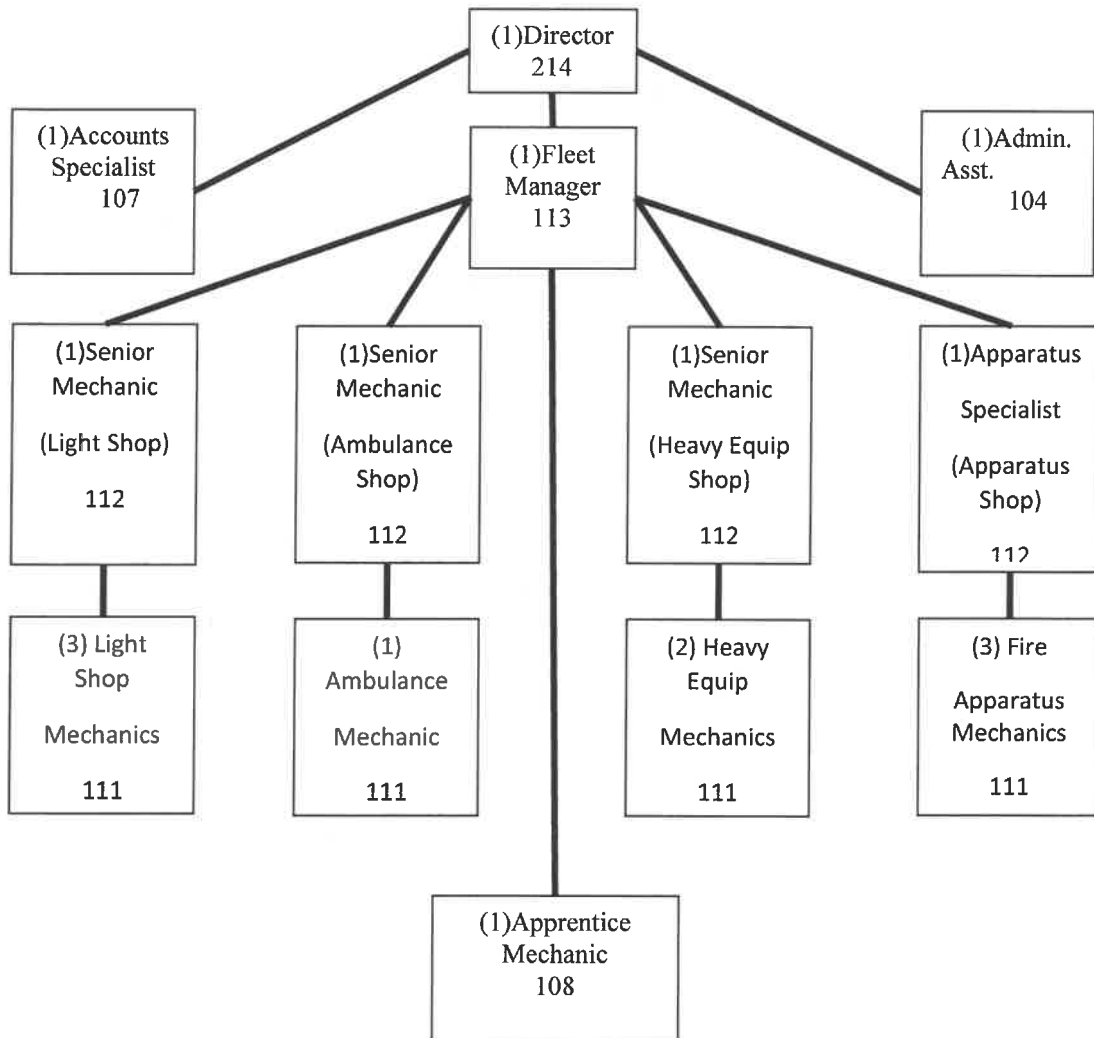 (1)Director
214
(1)Accounts
Specialist
107
(1)Fleet
Manager
113
(1)Admin.
Asst.
104
(1)Senior
Mechanic
(Light Shop)
112
(1)Senior
Mechanic
(Ambulance
Shop)
112
(1)Senior
Mechanic
(Heavy Equip
Shop)
112
(1)Apparatus
Specialist
(Apparatus
Shop)
112
(3) Light
Shop
Mechanics
111
(1)
Ambulance
Mechanic
111
(2) Heavy
Equip
Mechanics
111
(3) Fire
Apparatus
Mechanics
111
(1)Apprentice
Mechanic
108